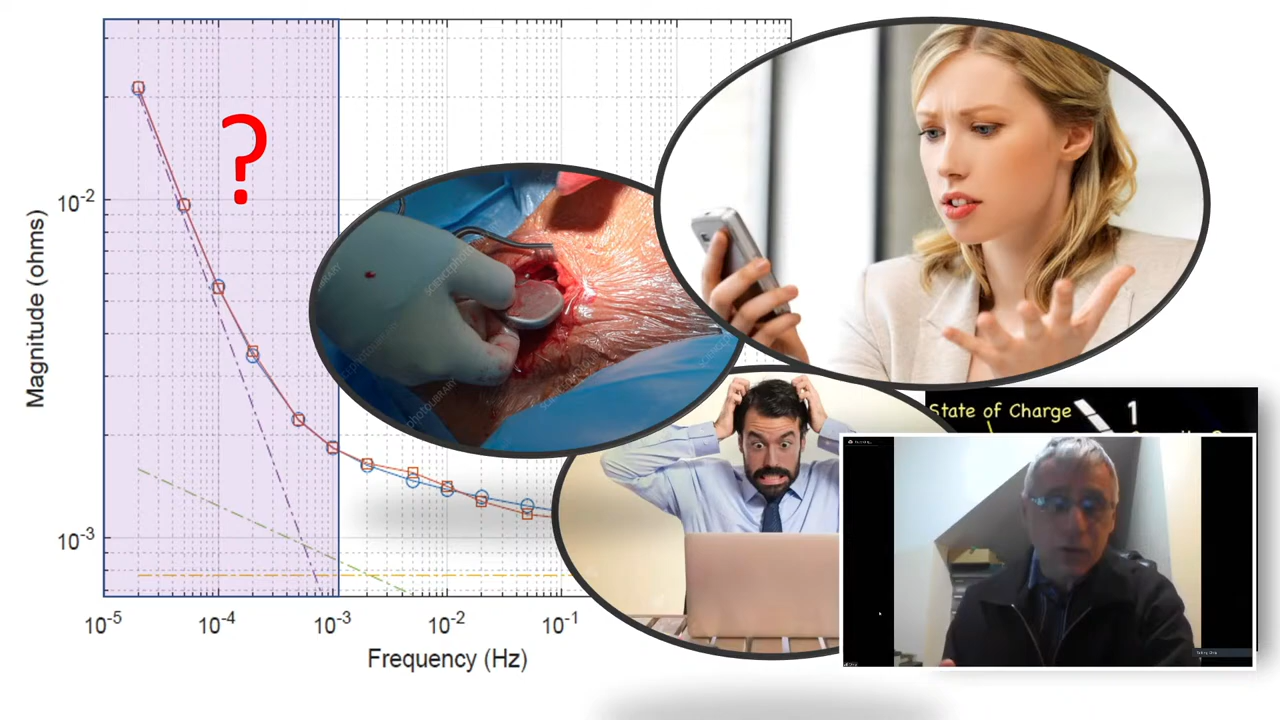 ?
10-2
10-3
Magnitude (ohms)
10-5
10-4
10-3
10-2
10-1
Frequency (Hz)
SCIENCEPHOTOLIBRARY
State of Charge
1